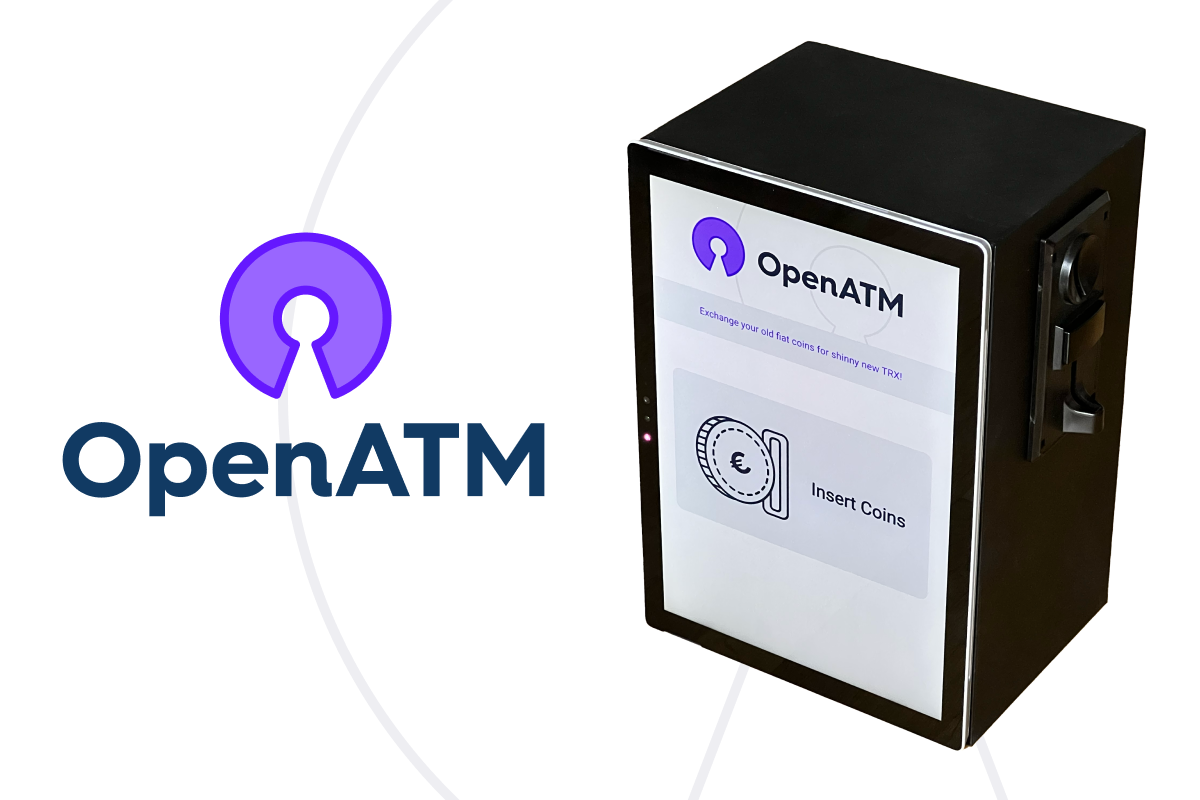 OpenATM
OpenATM
Exchange your old fiat coins for shinny new TRX!
€
Insert Coins